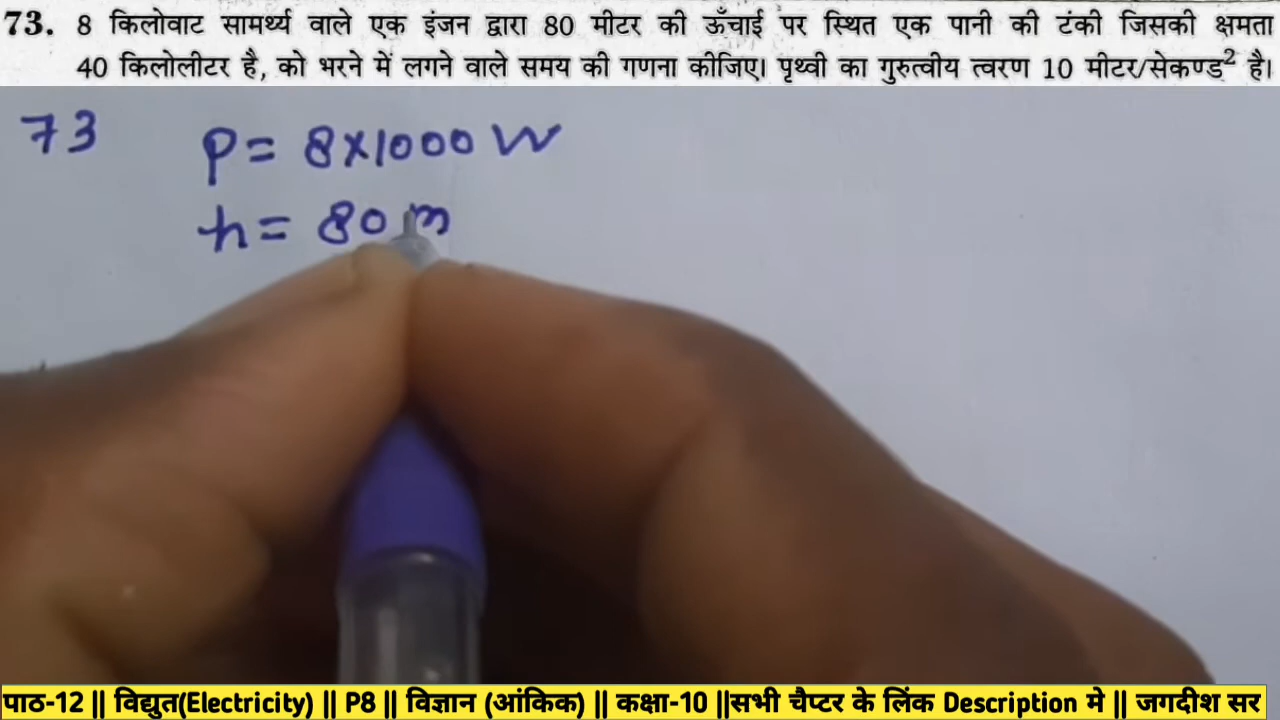 73. 8 किलोवाट सामर्थ्य वाले एक इंजन द्वारा 80 मीटर की ऊँचाई पर स्थित एक पानी की टंकी जिसकी क्षमता
40 किलोलीटर है, को भरने में लगने वाले समय की गणना कीजिए। पृथ्वी का गुरुत्वीय त्वरण 10 मीटर/सेकण्ड² है।
73 P = 8×1000 W
h = 80 m
पाठ-12 || विद्युत(Electricity) || P8 || विज्ञान (आंकिक) || कक्षा-10 ||सभी चैप्टर के लिंक Description मे || जगदीश सर